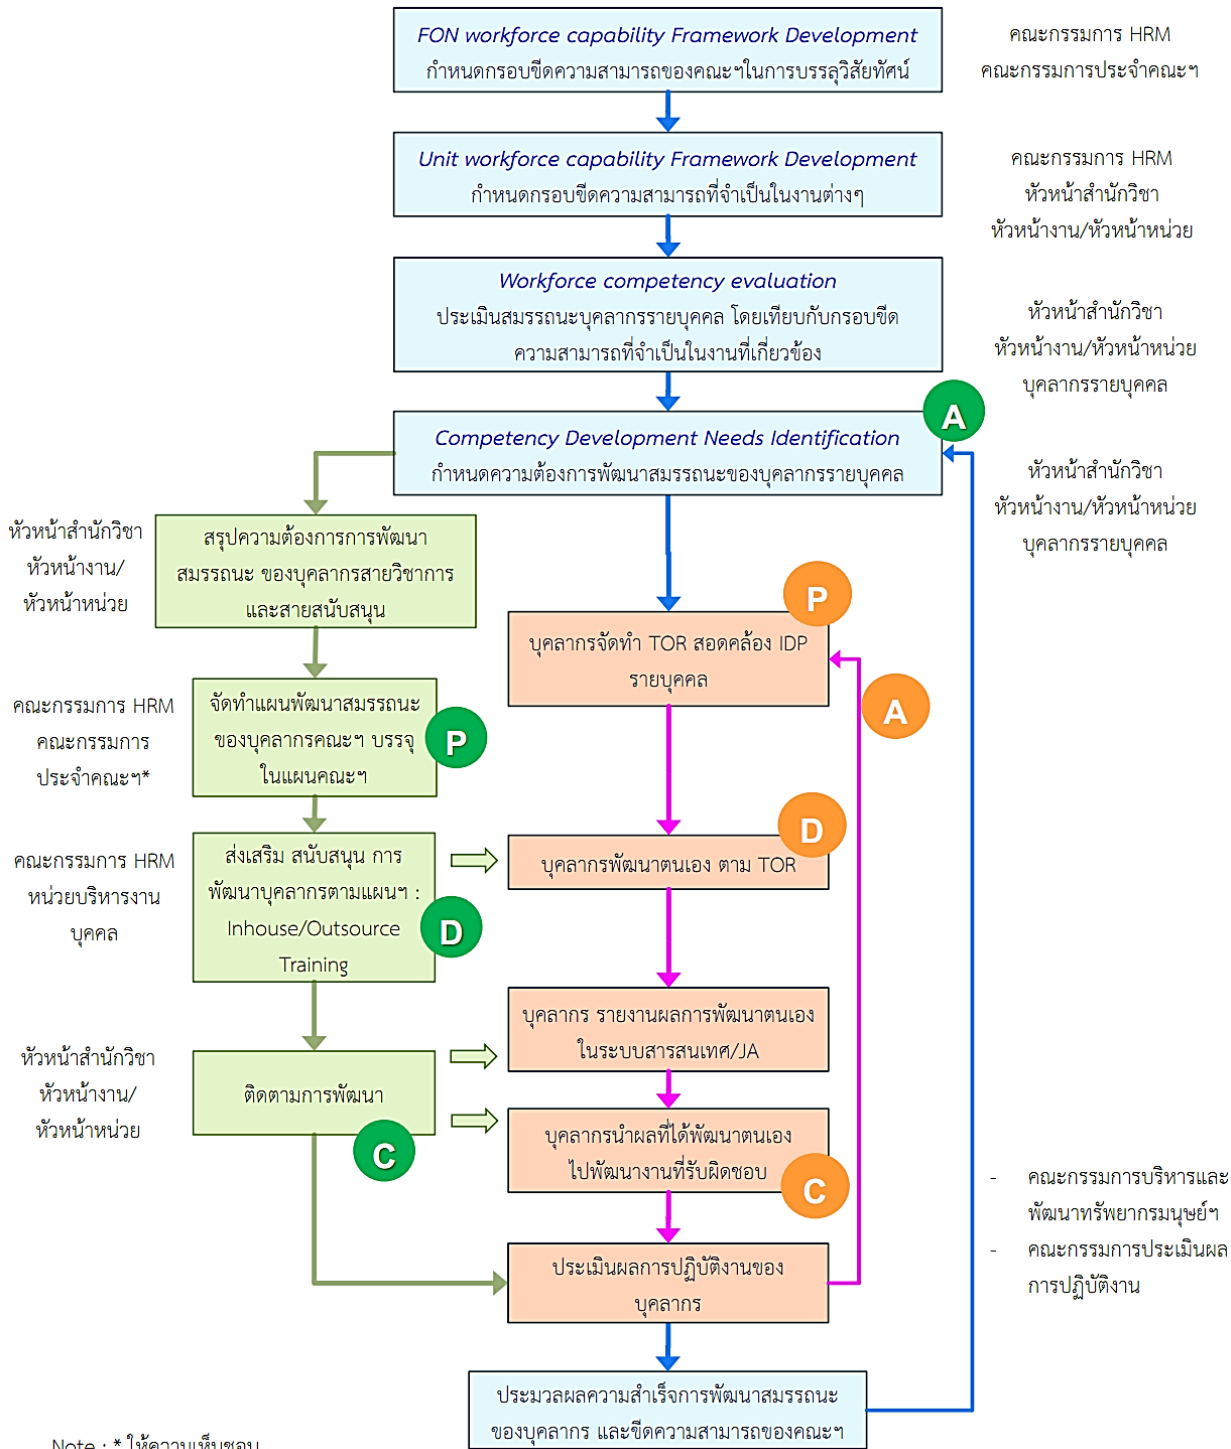 FON workforce capability Framework Development
กำหนดกรอบขีดความสามารถของคณะฯในการบรรลุวิสัยทัศน์
คณะกรรมการ HRM
คณะกรรมการประจำคณะฯ
Unit workforce capability Framework Development
กำหนดกรอบขีดความสามารถที่จำเป็นในงานต่างๆ
คณะกรรมการ HRM
หัวหน้าสำนักวิชา
หัวหน้างาน/หัวหน้าหน่วย
Workforce competency evaluation
ประเมินสมรรถนะบุคลากรรายบุคคล โดยเทียบกับกรอบขีด
ความสามารถที่จำเป็นในงานที่เกี่ยวข้อง
หัวหน้าสำนักวิชา
หัวหน้างาน/หัวหน้าหน่วย
บุคลากรรายบุคคล
A
Competency Development Needs Identification
กำหนดความต้องการพัฒนาสมรรถนะของบุคลากรรายบุคคล
หัวหน้าสำนักวิชา
หัวหน้างาน/หัวหน้าหน่วย
บุคลากรรายบุคคล
หัวหน้าสำนักวิชา
หัวหน้างาน/
หัวหน้าหน่วย
สรุปความต้องการการพัฒนา
สมรรถนะ ของบุคลากรสายวิชาการ
และสายสนับสนุน
P
บุคลากรจัดทำ TOR สอดคล้อง IDP
รายบุคคล
A
คณะกรรมการ HRM
คณะกรรมการ
ประจำคณะฯ*
จัดทำแผนพัฒนาสมรรถนะ
ของบุคลากรคณะฯ บรรจุ
ในแผนคณะฯ
P
คณะกรรมการ HRM
หน่วยบริหารงาน
บุคคล
ส่งเสริม สนับสนุน การ
พัฒนาบุคลากรตามแผนฯ :
Inhouse/Outsource
Training
D
D
บุคลากรพัฒนาตนเอง ตาม TOR
บุคลากร รายงานผลการพัฒนาตนเอง
ในระบบสารสนเทศ/JA
หัวหน้าสำนักวิชา
หัวหน้างาน/
หัวหน้าหน่วย
ติดตามการพัฒนา
C
บุคลากรนำผลที่ได้พัฒนาตนเอง
ไปพัฒนางานที่รับผิดชอบ
C
- คณะกรรมการบริหารและ
พัฒนาทรัพยากรมนุษย์ฯ
- คณะกรรมการประเมินผล
การปฏิบัติงาน
ประเมินผลการปฏิบัติงานของ
บุคลากร
ประมวลผลความสำเร็จการพัฒนาสมรรถนะ
ของบุคลากร และขีดความสามารถของคณะฯ
Note : * ให้ความเห็นชอบ